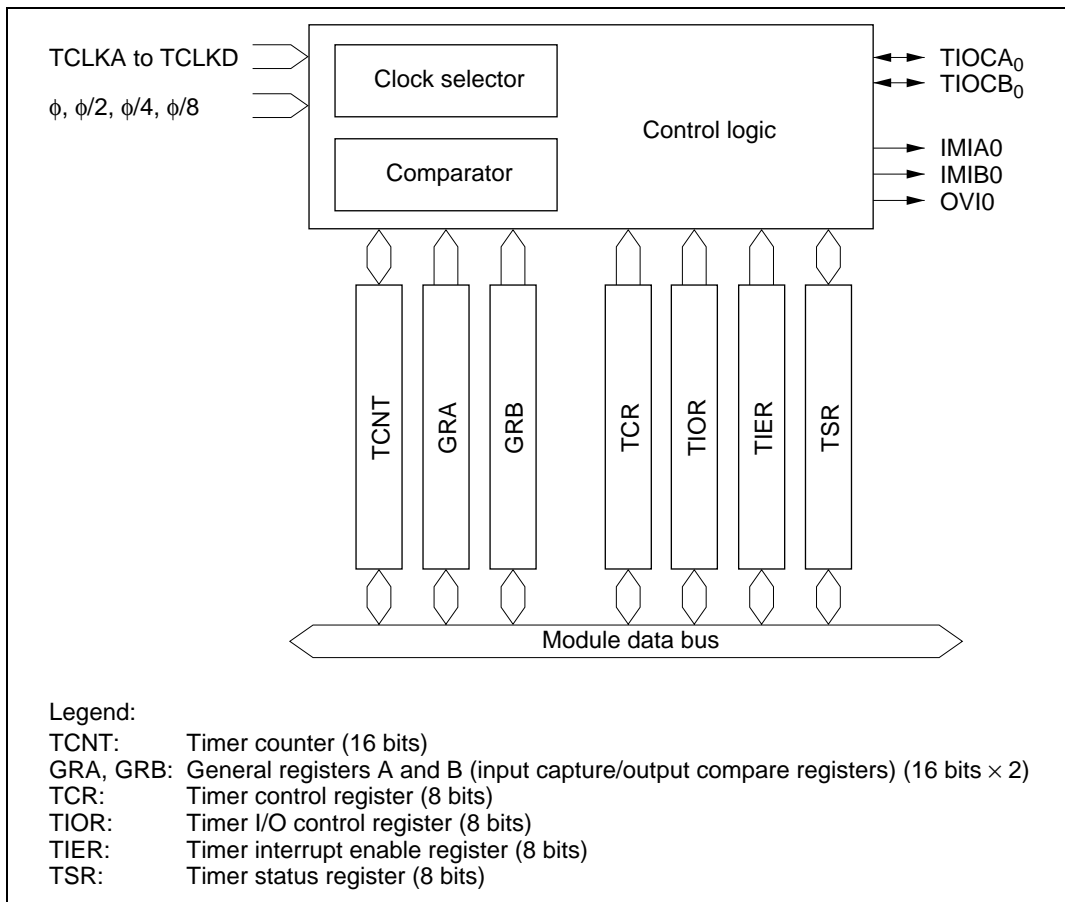 TCLKA to TCLKD
ϕ, ϕ/2, ϕ/4, ϕ/8
Clock selector
Comparator
Control logic
TIOCA0
TIOCB0
IMIA0
IMIB0
OVI0
TCNT
GRA
GRB
TCR
TIOR
TIER
TSR
Module data bus
Legend:
TCNT: Timer counter (16 bits)
GRA, GRB: General registers A and B (input capture/output compare registers) (16 bits × 2)
TCR: Timer control register (8 bits)
TIOR: Timer I/O control register (8 bits)
TIER: Timer interrupt enable register (8 bits)
TSR: Timer status register (8 bits)